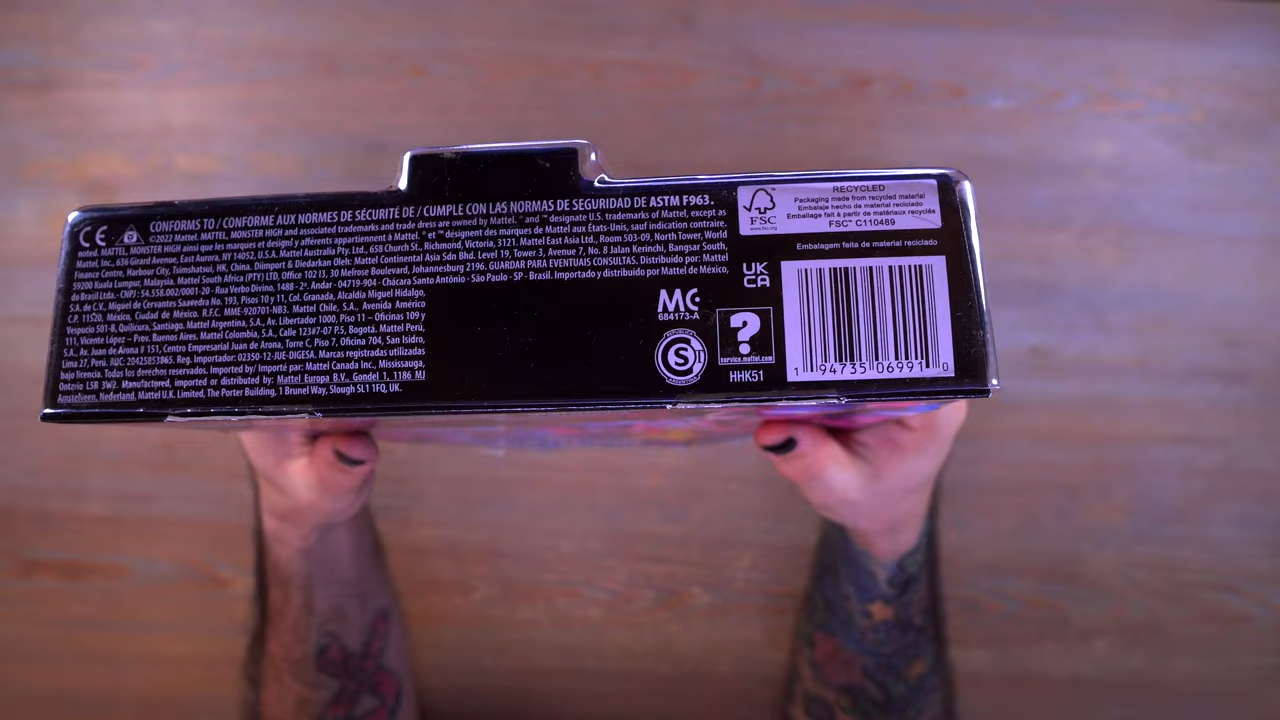 CE
CONFORMS TO / CONFORME AUX NORMES DE SÉCURITÉ DE / CUMPLE CON LAS NORMAS DE SEGURIDAD DE ASTM F963.
©2022 Mattel. MATTEL, MONSTER HIGH and associated trademarks and trade dress are owned by Mattel. ® and ™ designate U.S. trademarks of Mattel, except as
noted. MATTEL, MONSTER HIGH ainsi que les marques et designs y afférents appartiennent à Mattel. ® et ™ désignent des marques de Mattel aux États-Unis, sauf indication contraire.
Mattel, Inc., 636 Girard Avenue, East Aurora, NY 14052, U.S.A. Mattel Australia Pty. Ltd., 658 Church St., Richmond, Victoria, 3121. Mattel East Asia Ltd., Room 503-09, North Tower, World
Finance Centre, Harbour City, Tsimshatsui, HK, China. Diimport & Diedarkan Oleh: Mattel Continental Asia Sdn Bhd. Level 19, Tower 3, Avenue 7, No. 8 Jalan Kerinchi, Bangsar South,
59200 Kuala Lumpur, Malaysia. Mattel South Africa (PTY) LTD, Office 102 I3, 30 Melrose Boulevard, Johannesburg 2196. GUARDAR PARA EVENTUAIS CONSULTAS. Distribuido por: Mattel
do Brasil Ltda.- CNPJ: 54.558.002/0001-20 - Rua Verbo Divino, 1488 - 2º. Andar - 04719-904 - Chácara Santo Antônio - São Paulo - SP - Brasil. Importado y distribuido por Mattel de México,
S.A. de C.V., Miguel de Cervantes Saavedra No. 193, Pisos 10 y 11, Col. Granada, Alcaldía Miguel Hidalgo,
C.P. 11520, México, Ciudad de México. R.F.C. MME-920701-NB3. Mattel Chile, S.A., Avenida Américo
Vespucio 501-B, Quilicura, Santiago. Mattel Argentina, S.A., Av. Libertador 1000, Piso 11 – Oficinas 109 y
111, Vicente López – Prov. Buenos Aires. Mattel Colombia, S.A., Calle 123#7-07 P.5, Bogotá. Mattel Perú,
S.A., Av. Juan de Arona # 151, Centro Empresarial Juan de Arona, Torre C, Piso 7, Oficina 704, San Isidro,
Lima 27, Perú. RUC: 20425853865. Reg. Importador: 02350-12-JUE-DIGESA. Marcas registradas utilizadas
bajo licencia. Todos los derechos reservados. Imported by/ Importé par: Mattel Canada Inc., Mississauga,
Ontario L5R 3W2. Manufactured, imported or distributed by: Mattel Europa B.V., Gondel 1, 1186 MJ
Amstelveen, Nederland. Mattel U.K. Limited, The Porter Building, 1 Brunel Way, Slough SL1 1FQ, UK.
FSC
www.fsc.org
RECYCLED
Packaging made from recycled material
Embalaje hecho de material reciclado
Emballage fait à partir de matériaux recyclés
FSC® C110489
Embalagem feita de material reciclado
UK
CA
MC
684173-A
REPUBLICA
S
ARGENTINA
?
service.mattel.com
HHK51
1 94735 06991 0